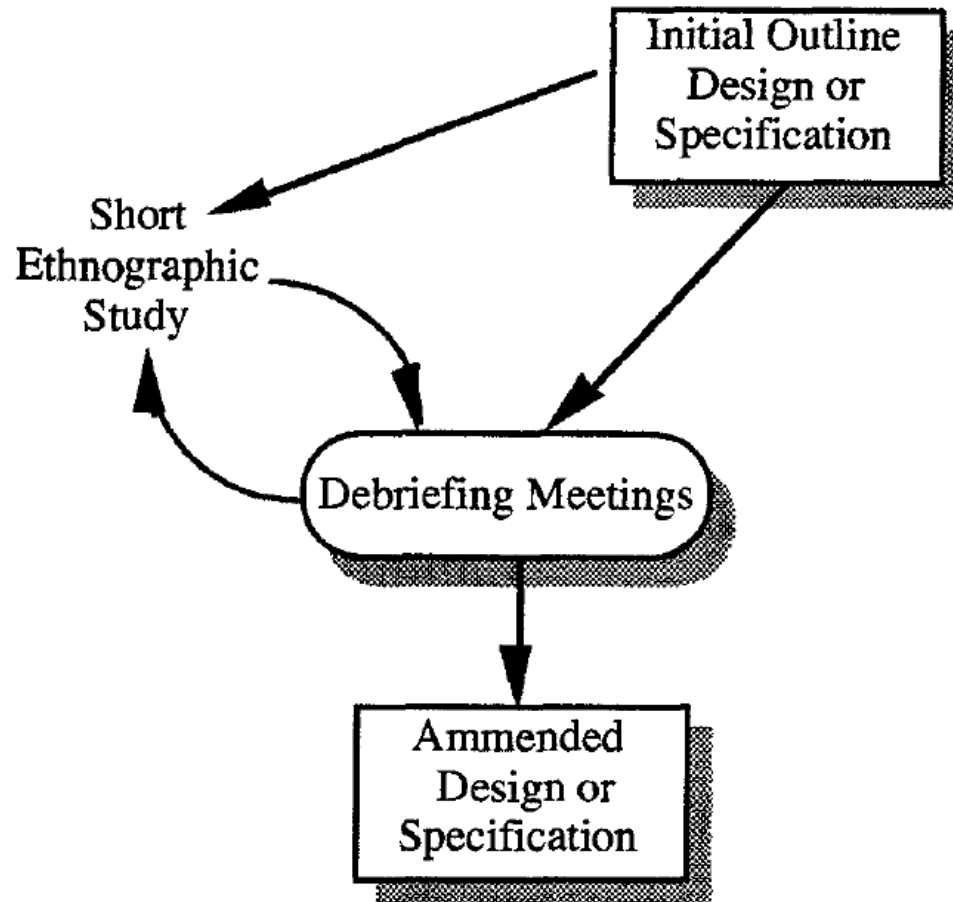 Initial Outline
Design or
Specification
Short
Ethnographic
Study
Debriefing Meetings
Ammended
Design or
Specification